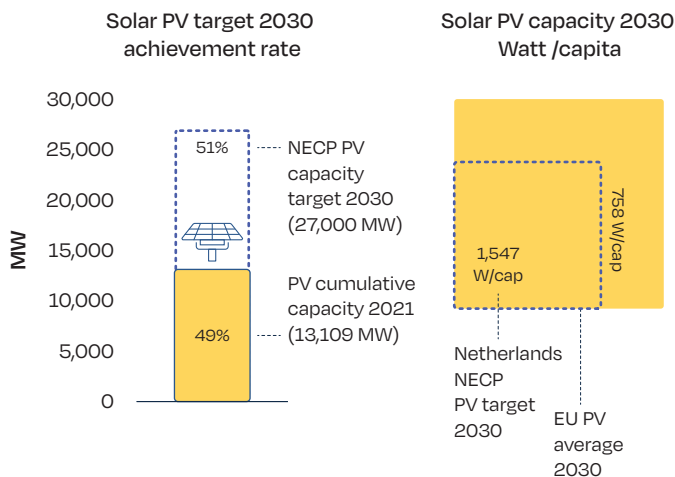 Solar PV target 2030
achievement rate
MW
30,000
25,000
20,000
15,000
10,000
5,000
0
51%
49%
NECP PV
capacity
target 2030
(27,000 MW)
PV cumulative
capacity 2021
(13,109 MW)
Solar PV capacity 2030
Watt /capita
758 W/cap
1,547
W/cap
Netherlands
NECP
PV target
2030
EU PV
average
2030